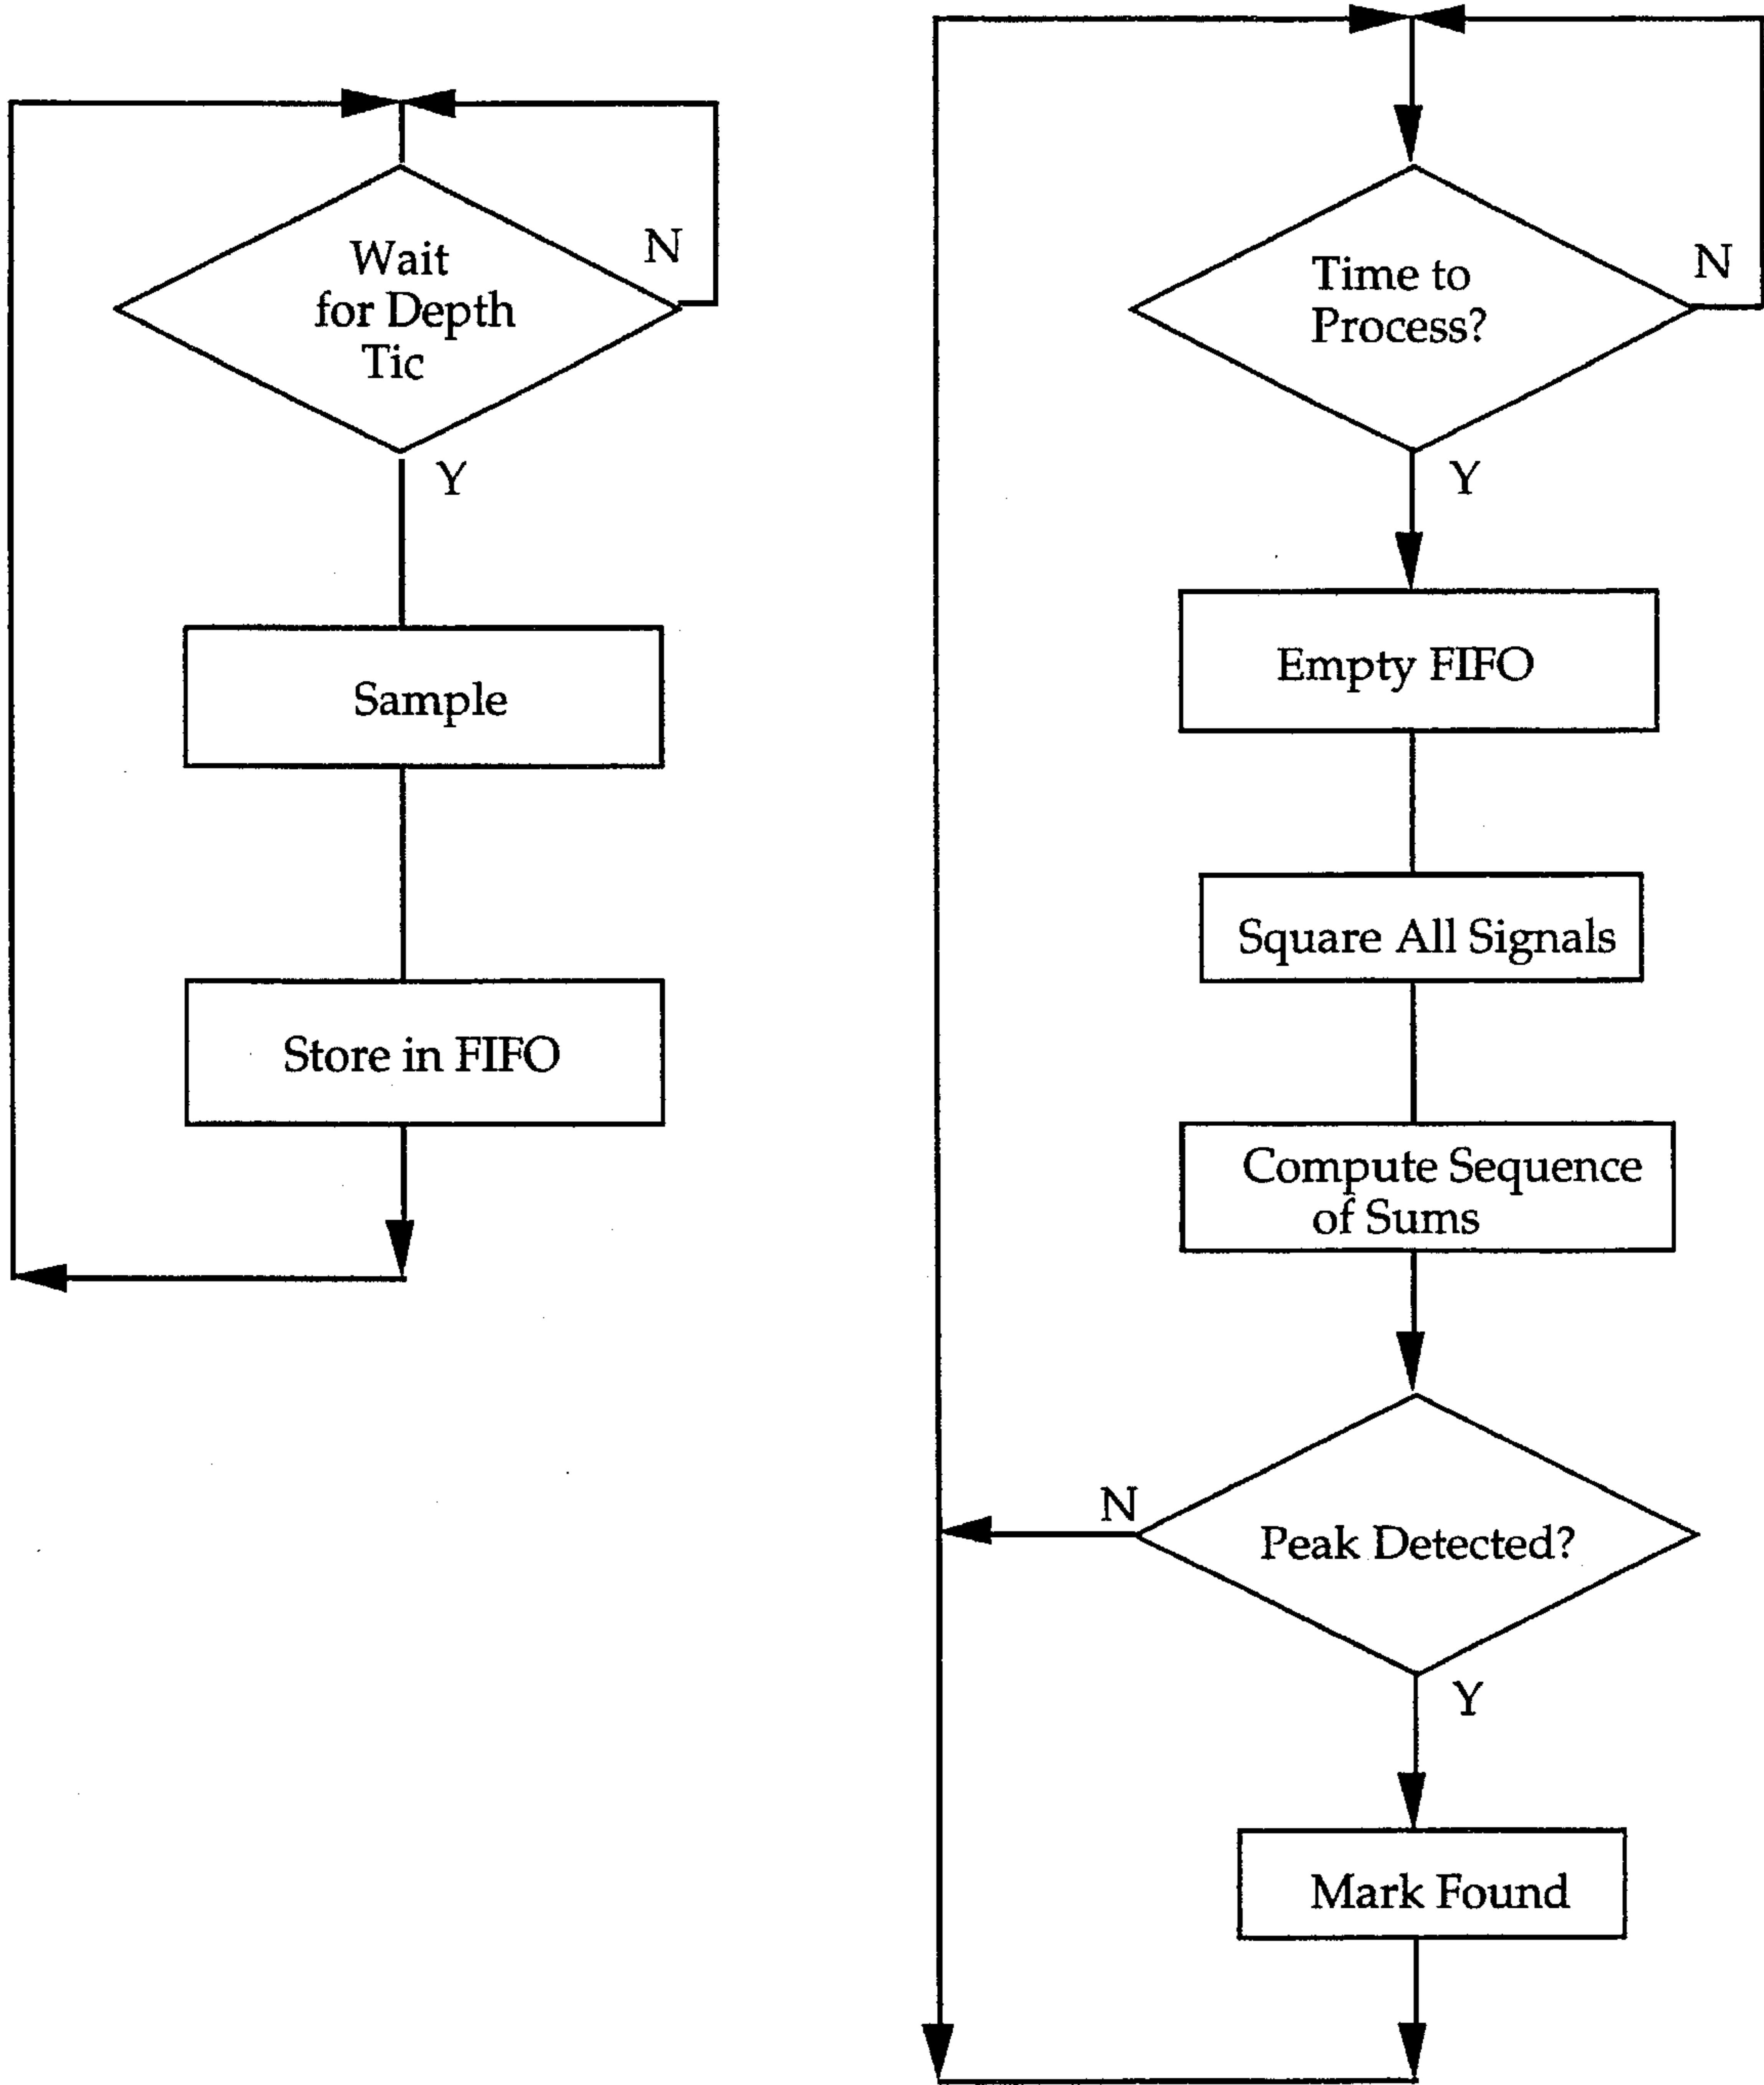 Wait
for Depth
Tic
N
Y
Sample
Store in FIFO
Time to
Process?
N
Y
Empty FIFO
Square All Signals
Compute Sequence
of Sums
Peak Detected?
N
Y
Mark Found